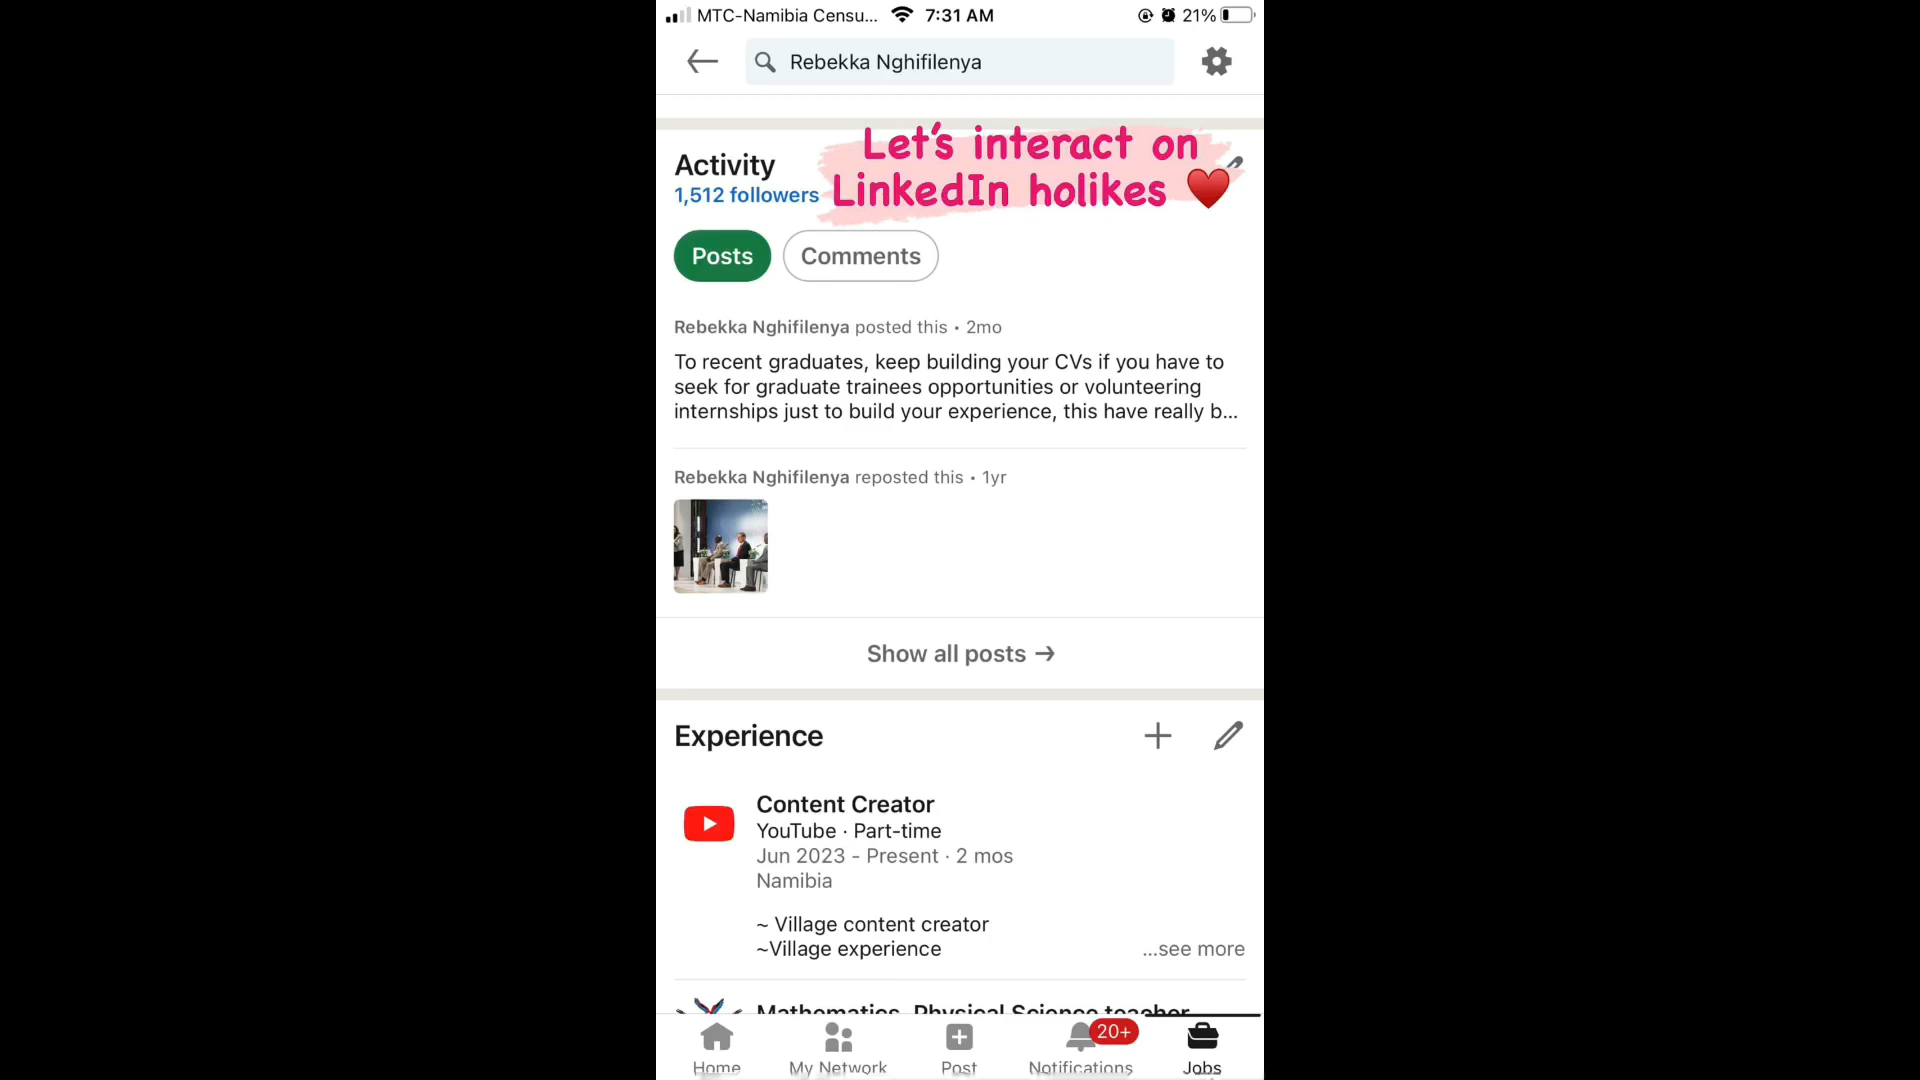 MTC-Namibia Censu... 7:31 AM 21%
Rebekka Nghifilenya
Let's interact on
LinkedIn holikes
Activity
1,512 followers
Posts Comments
Rebekka Nghifilenya posted this • 2mo
To recent graduates, keep building your CVs if you have to
seek for graduate trainees opportunities or volunteering
internships just to build your experience, this have really b...
Rebekka Nghifilenya reposted this • 1yr
Show all posts →
Experience
Content Creator
YouTube · Part-time
Jun 2023 - Present · 2 mos
Namibia
~ Village content creator
~Village experience ...see more
Mathematics, Physical Science teacher
20+
Home My Network Post Notifications Jobs